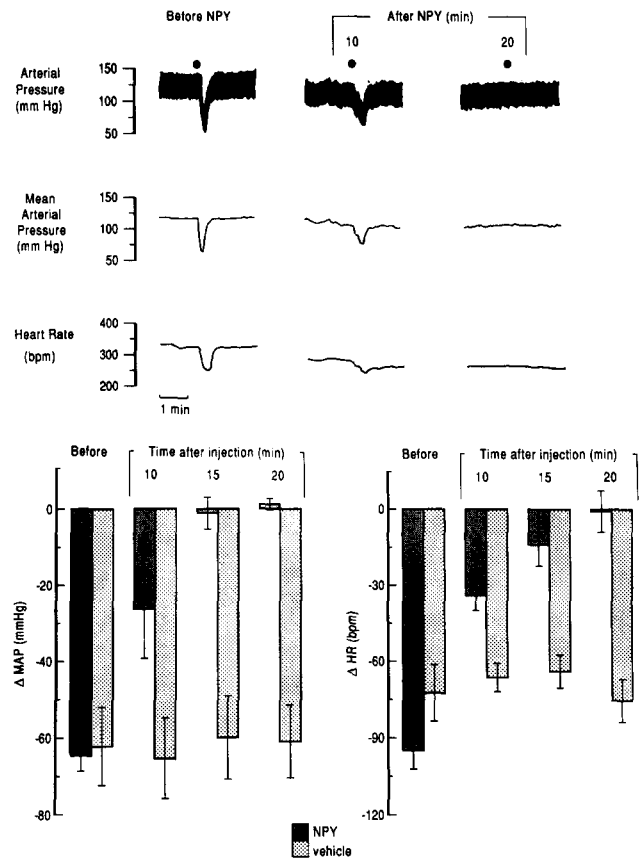 Before NPY
After NPY (min)
10
20
Arterial
Pressure
(mm Hg)
150
100
50
Mean
Arterial
Pressure
(mm Hg)
150
100
50
Heart Rate
(bpm)
400
300
200
1 min
Before
Time after injection (min)
10
15
20
Δ MAP (mmHg)
0
-20
-40
-60
-80
Before
Time after injection (min)
10
15
20
Δ HR (bpm)
0
-30
-60
-90
-120
NPY
vehicle